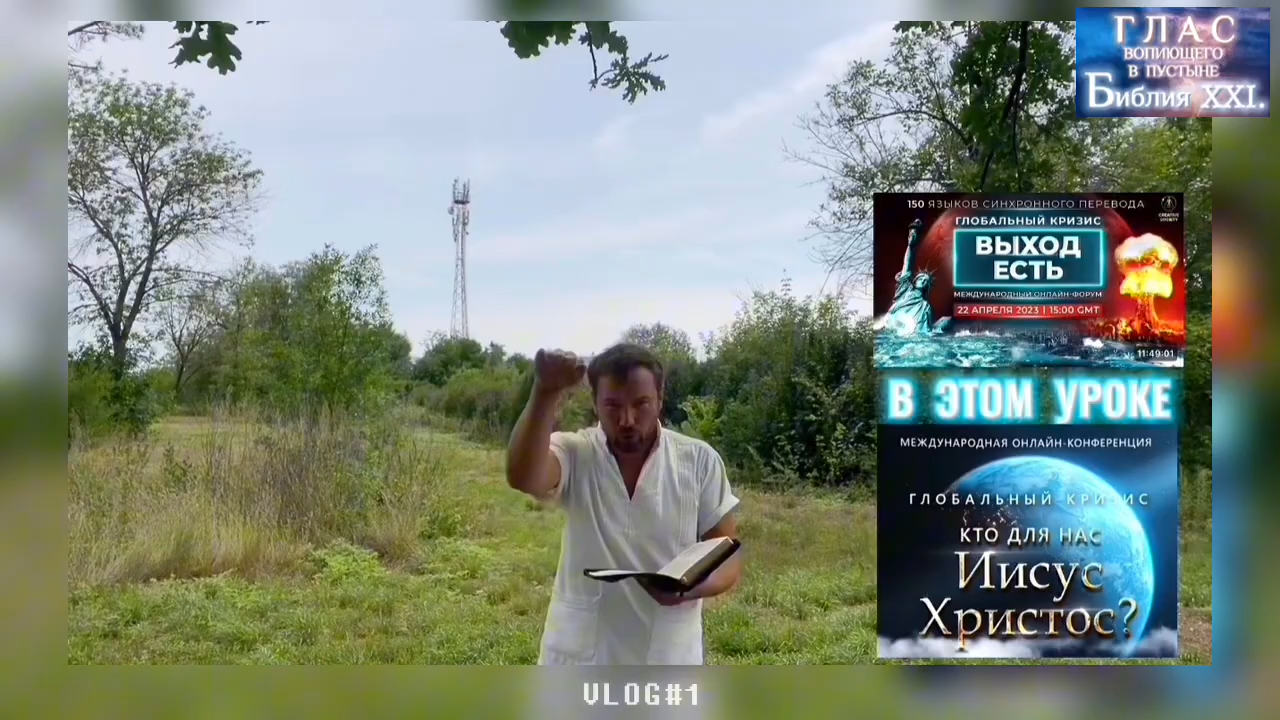 ГЛАС
ВОПИЮЩЕГО
В ПУСТЫНЕ
Библия XXI.
150 ЯЗЫКОВ СИНХРОННОГО ПЕРЕВОДА
CREATIVE
SOCIETY
ГЛОБАЛЬНЫЙ КРИЗИС
ВЫХОД
ЕСТЬ
МЕЖДУНАРОДНЫЙ ОНЛАЙН-ФОРУМ
22 АПРЕЛЯ 2023 | 15:00 GMT
11:49:01
В ЭТОМ УРОКЕ
МЕЖДУНАРОДНАЯ ОНЛАЙН-КОНФЕРЕНЦИЯ
ГЛОБАЛЬНЫЙ КРИЗИС
КТО ДЛЯ НАС
Иисус
Христос?
VLOG#1